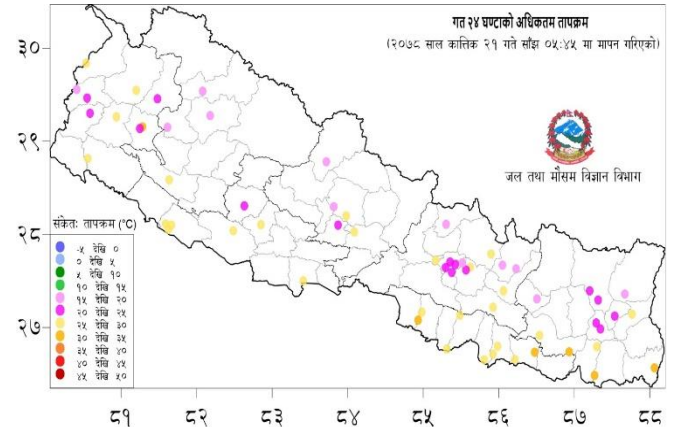 गत २४ घण्टाको अधिकतम तापक्रम
(२०७८ साल कात्तिक २१ गते साँझ ०५:४५ मा मापन गरिएको)
जल तथा मौसम विज्ञान विभाग
३०
२९
२८
२७
संकेतः तापक्रम (°C)
-५ देखि ०
० देखि ५
५ देखि १०
१० देखि १५
१५ देखि २०
२० देखि २५
२५ देखि ३०
३० देखि ३५
३५ देखि ४०
४० देखि ४५
४५ देखि ५०
८१ ८२ ८३ ८४ ८५ ८६ ८७ ८८